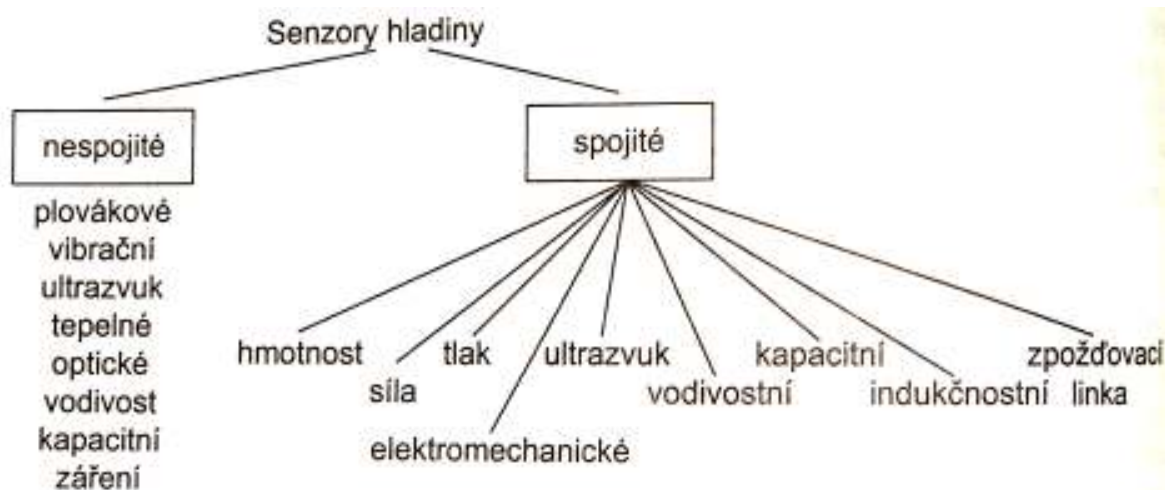 Senzory hladiny
nespojité
plovákové
vibrační
ultrazvuk
tepelné
optické
vodivost
kapacitní
záření
spojité
hmotnost
síla
tlak
elektromechanické
ultrazvuk
vodivostní
kapacitní
indukčnostní
zpožďovací
linka